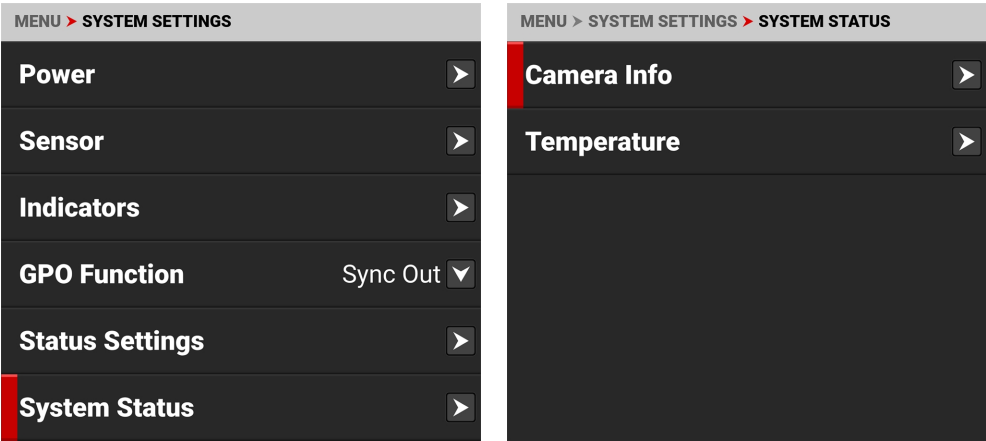 MENU > SYSTEM SETTINGS
Power
Sensor
Indicators
GPO Function Sync Out
Status Settings
System Status
MENU > SYSTEM SETTINGS > SYSTEM STATUS
Camera Info
Temperature